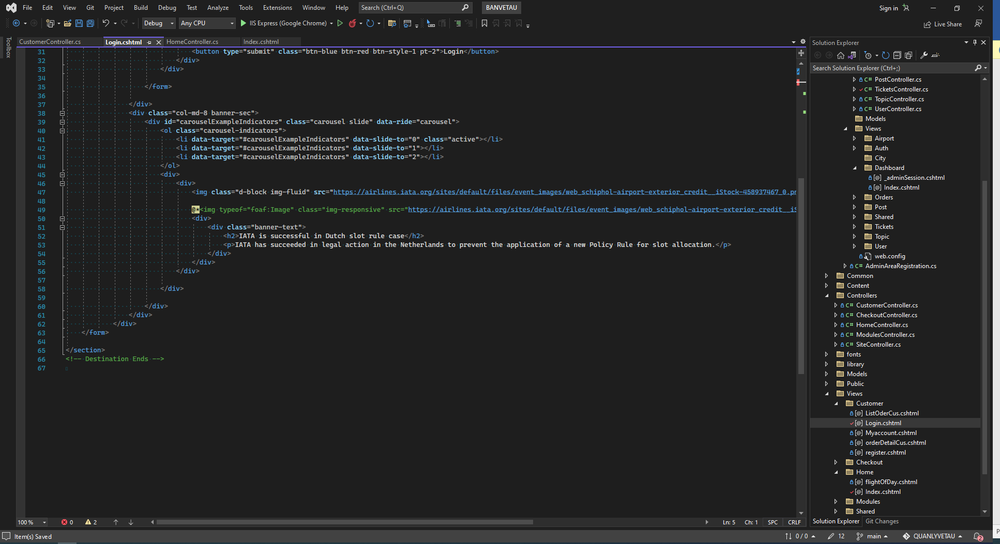 File Edit View Git Project Build Debug Test Analyze Tools Extensions Window Help Search (Ctrl+Q) BANVETAU Sign in
Debug Any CPU IIS Express (Google Chrome) Live Share
Toolbox
CustomerController.cs Login.cshtml HomeController.cs Index.cshtml
31 <button type="submit" class="btn-blue btn-red btn-style-1 pt-2">Login</button>
32 </div>
33 </div>
34
35 </form>
36
37 </div>
38 <div class="col-md-8 banner-sec">
39 <div id="carouselExampleIndicators" class="carousel slide" data-ride="carousel">
40 <ol class="carousel-indicators">
41 <li data-target="#carouselExampleIndicators" data-slide-to="0" class="active"></li>
42 <li data-target="#carouselExampleIndicators" data-slide-to="1"></li>
43 <li data-target="#carouselExampleIndicators" data-slide-to="2"></li>
44 </ol>
45 <div>
46 <div>
47 <img class="d-block img-fluid" src="https://airlines.iata.org/sites/default/files/event_images/web_schiphol-airport-exterior_credit__iStock-458937467_0.pn
48
49 @*<img typeof="foaf:Image" class="img-responsive" src="https://airlines.iata.org/sites/default/files/event_images/web_schiphol-airport-exterior_credit__iS
50 <div>
51 <div class="banner-text">
52 <h2>IATA is successful in Dutch slot rule case</h2>
53 <p>IATA has succeeded in legal action in the Netherlands to prevent the application of a new Policy Rule for slot allocation.</p>
54 </div>
55 </div>
56 </div>
57
58 </div>
59
60 </div>
61 </div>
62 </div>
63 </form>
64
65 </section>
66 <!-- Destination Ends -->
67
100 % 0 2 Ln: 5 Ch: 1 SPC CRLF
Solution Explorer
Search Solution Explorer (Ctrl+;)
C# PostController.cs
C# TicketsController.cs
C# TopicController.cs
C# UserController.cs
Models
Views
Airport
Auth
City
Dashboard
[@] _adminSession.cshtml
[@] Index.cshtml
Orders
Post
Shared
Tickets
Topic
User
web.config
C# AdminAreaRegistration.cs
Common
Content
Controllers
C# CustomerController.cs
C# CheckoutController.cs
C# HomeController.cs
C# ModulesController.cs
C# SiteController.cs
fonts
library
Models
Public
Views
Customer
[@] ListOderCus.cshtml
[@] Login.cshtml
[@] Myaccount.cshtml
[@] orderDetailCus.cshtml
[@] register.cshtml
Checkout
Home
[@] flightOfDay.cshtml
[@] Index.cshtml
Modules
Shared
Solution Explorer Git Changes
Item(s) Saved 0 / 0 12 main QUANLYVETAU 2
P